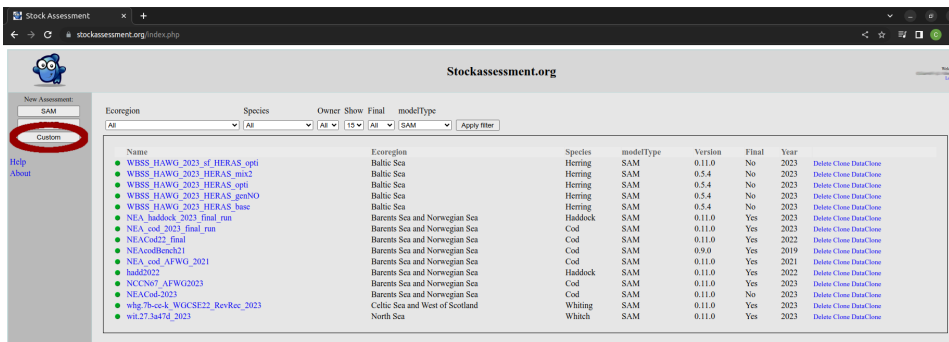 Stock Assessment
stockassessment.org/index.php
Stockassessment.org
New Assessment:
SAM
Custom
Help
About
Ecoregion Species Owner Show Final modelType
All All All 15 All SAM Apply filter
Name Ecoregion Species modelType Version Final Year
WBSS_HAWG_2023_sf_HERAS_opti Baltic Sea Herring SAM 0.11.0 No 2023 Delete Clone DataClone
WBSS_HAWG_2023_HERAS_mix2 Baltic Sea Herring SAM 0.5.4 No 2023 Delete Clone DataClone
WBSS_HAWG_2023_HERAS_opti Baltic Sea Herring SAM 0.5.4 No 2023 Delete Clone DataClone
WBSS_HAWG_2023_HERAS_genNO Baltic Sea Herring SAM 0.5.4 No 2023 Delete Clone DataClone
WBSS_HAWG_2023_HERAS_base Baltic Sea Herring SAM 0.5.4 No 2023 Delete Clone DataClone
NEA_haddock_2023_final_run Barents Sea and Norwegian Sea Haddock SAM 0.11.0 Yes 2023 Delete Clone DataClone
NEA_cod_2023_final_run Barents Sea and Norwegian Sea Cod SAM 0.11.0 Yes 2023 Delete Clone DataClone
NEACod22_final Barents Sea and Norwegian Sea Cod SAM 0.11.0 Yes 2022 Delete Clone DataClone
NEAcodBench21 Barents Sea and Norwegian Sea Cod SAM 0.9.0 Yes 2019 Delete Clone DataClone
NEA_cod_AFWG_2021 Barents Sea and Norwegian Sea Cod SAM 0.11.0 Yes 2021 Delete Clone DataClone
hadd2022 Barents Sea and Norwegian Sea Haddock SAM 0.11.0 Yes 2022 Delete Clone DataClone
NCCN67_AFWG2023 Barents Sea and Norwegian Sea Cod SAM 0.11.0 Yes 2023 Delete Clone DataClone
NEACod-2023 Barents Sea and Norwegian Sea Cod SAM 0.11.0 No 2023 Delete Clone DataClone
whg.7b-ce-k_WGCSE22_RevRec_2023 Celtic Sea and West of Scotland Whiting SAM 0.11.0 Yes 2023 Delete Clone DataClone
wit.27.3a47d_2023 North Sea Whitch SAM 0.11.0 Yes 2023 Delete Clone DataClone